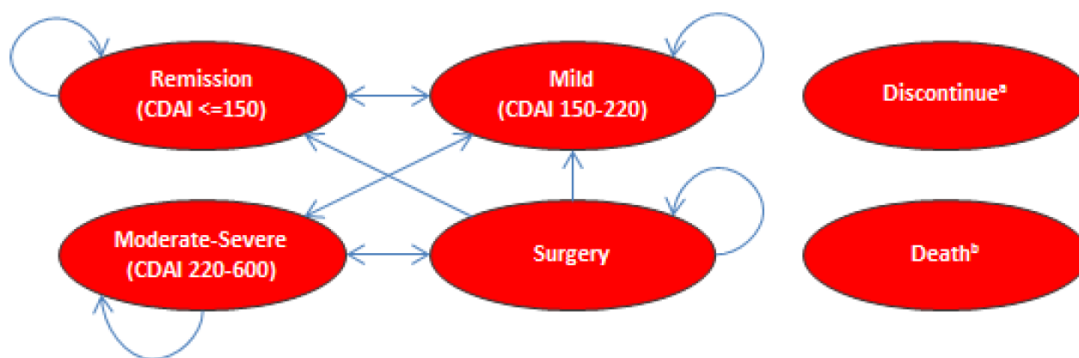 Remission
(CDAI <=150)
Mild
(CDAI 150-220)
Discontinueᵃ
Moderate-Severe
(CDAI 220-600)
Surgery
Deathᵇ